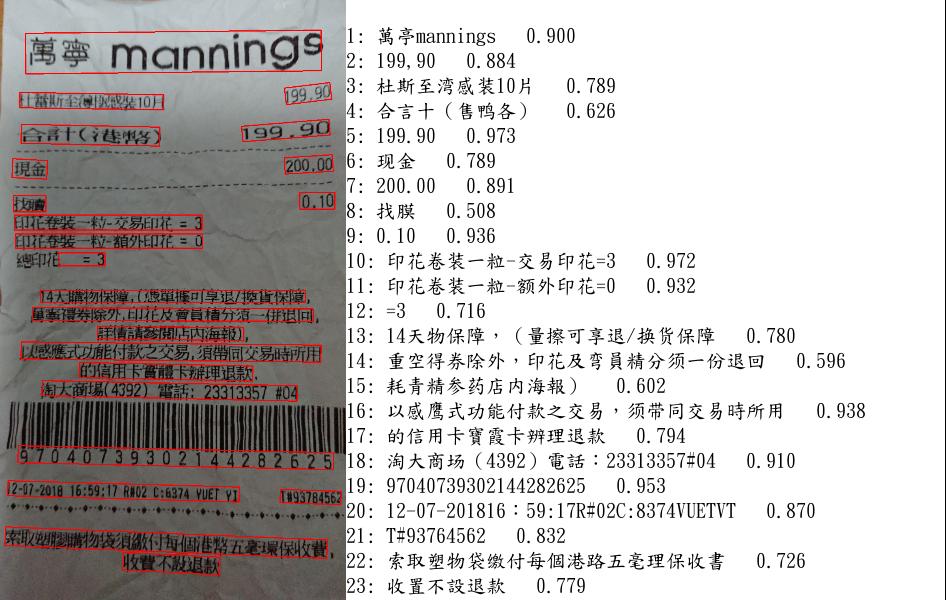 萬寧 mannings
杜蕾斯至薄快感裝10片 199.90
合計(港幣) 199.90
現金 200.00
找贖 0.10
印花卷裝一粒-交易印花 = 3
印花卷裝一粒-額外印花 = 0
總印花 = 3
14天購物保障,(憑單據可享退/換貨保障,
萬寧禮券除外,印花及會員積分須一併退回,
詳情請參閱店內海報).
以感應式功能付款之交易,須帶同交易時所用
的信用卡實體卡辦理退款.
淘大商場(4392) 電話: 23313357 #04
97040739302144282625
12-07-2018 16:59:17 R#02 C:6374 YUET YI T#93784562
索取塑膠購物袋須繳付每個港幣五毫環保收費,
收費不設退款
1: 萬亭mannings 0.900
2: 199,90 0.884
3: 杜斯至湾感装10片 0.789
4: 合言十（售鸭各） 0.626
5: 199.90 0.973
6: 现金 0.789
7: 200.00 0.891
8: 找膜 0.508
9: 0.10 0.936
10: 印花卷装一粒-交易印花=3 0.972
11: 印花卷装一粒-额外印花=0 0.932
12: =3 0.716
13: 14天物保障，（量擦可享退/换货保障 0.780
14: 重空得券除外，印花及弯員精分须一份退回 0.596
15: 耗青精参药店内海報） 0.602
16: 以感鹰式功能付款之交易，须带同交易時所用 0.938
17: 的信用卡寶霞卡辨理退款 0.794
18: 淘大商场（4392）電話：23313357#04 0.910
19: 97040739302144282625 0.953
20: 12-07-201816：59:17R#02C:8374VUETVT 0.870
21: T#93764562 0.832
22: 索取塑物袋缴付每個港路五毫理保收書 0.726
23: 收置不設退款 0.779